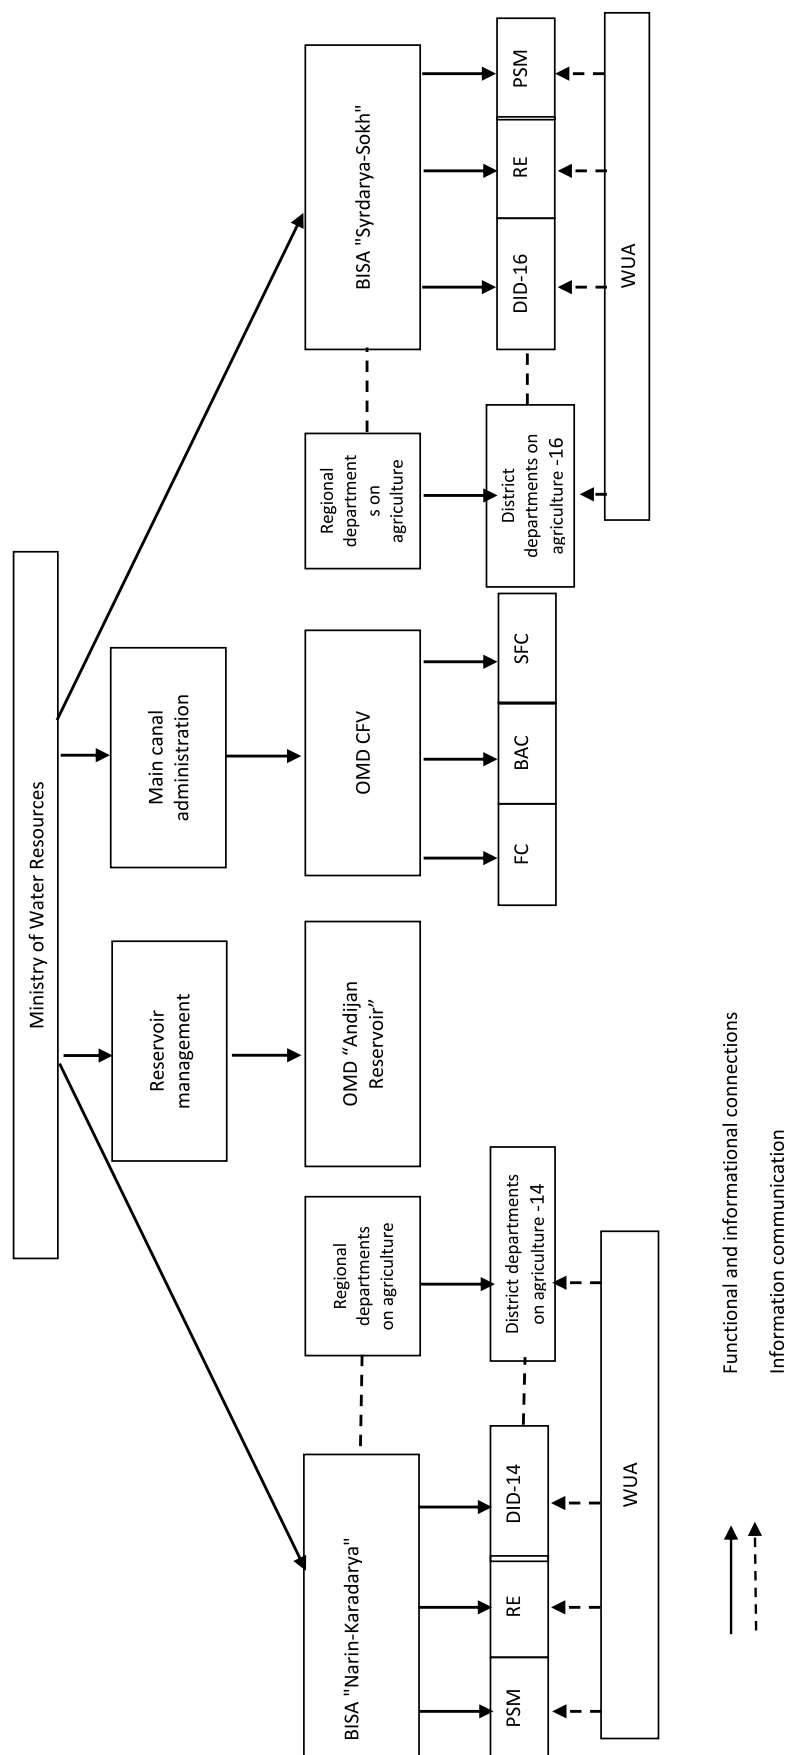 Ministry of Water Resources
Reservoir
management
Main canal
administration
BISA "Narin-Karadarya"
Regional
departments
on agriculture
OMD “Andijan
Reservoir”
OMD CFV
Regional
department
s on
agriculture
BISA "Syrdarya-Sokh"
PSM
RE
DID-14
District departments
on agriculture -14
FC
BAC
SFC
District
departments on
agriculture -16
DID-16
RE
PSM
WUA
WUA
Functional and informational connections
Information communication